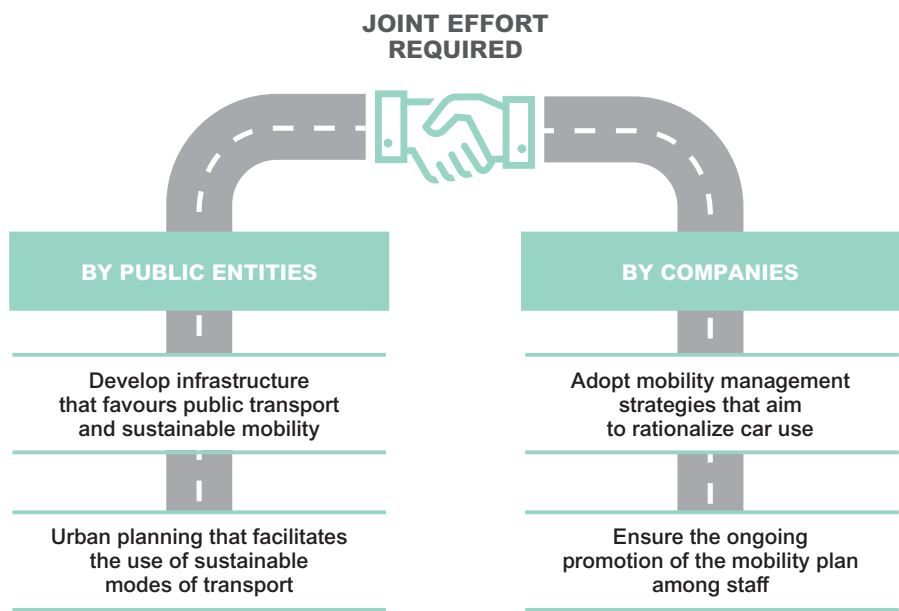 JOINT EFFORT
REQUIRED
BY PUBLIC ENTITIES
Develop infrastructure
that favours public transport
and sustainable mobility
Urban planning that facilitates
the use of sustainable
modes of transport
BY COMPANIES
Adopt mobility management
strategies that aim
to rationalize car use
Ensure the ongoing
promotion of the mobility plan
among staff